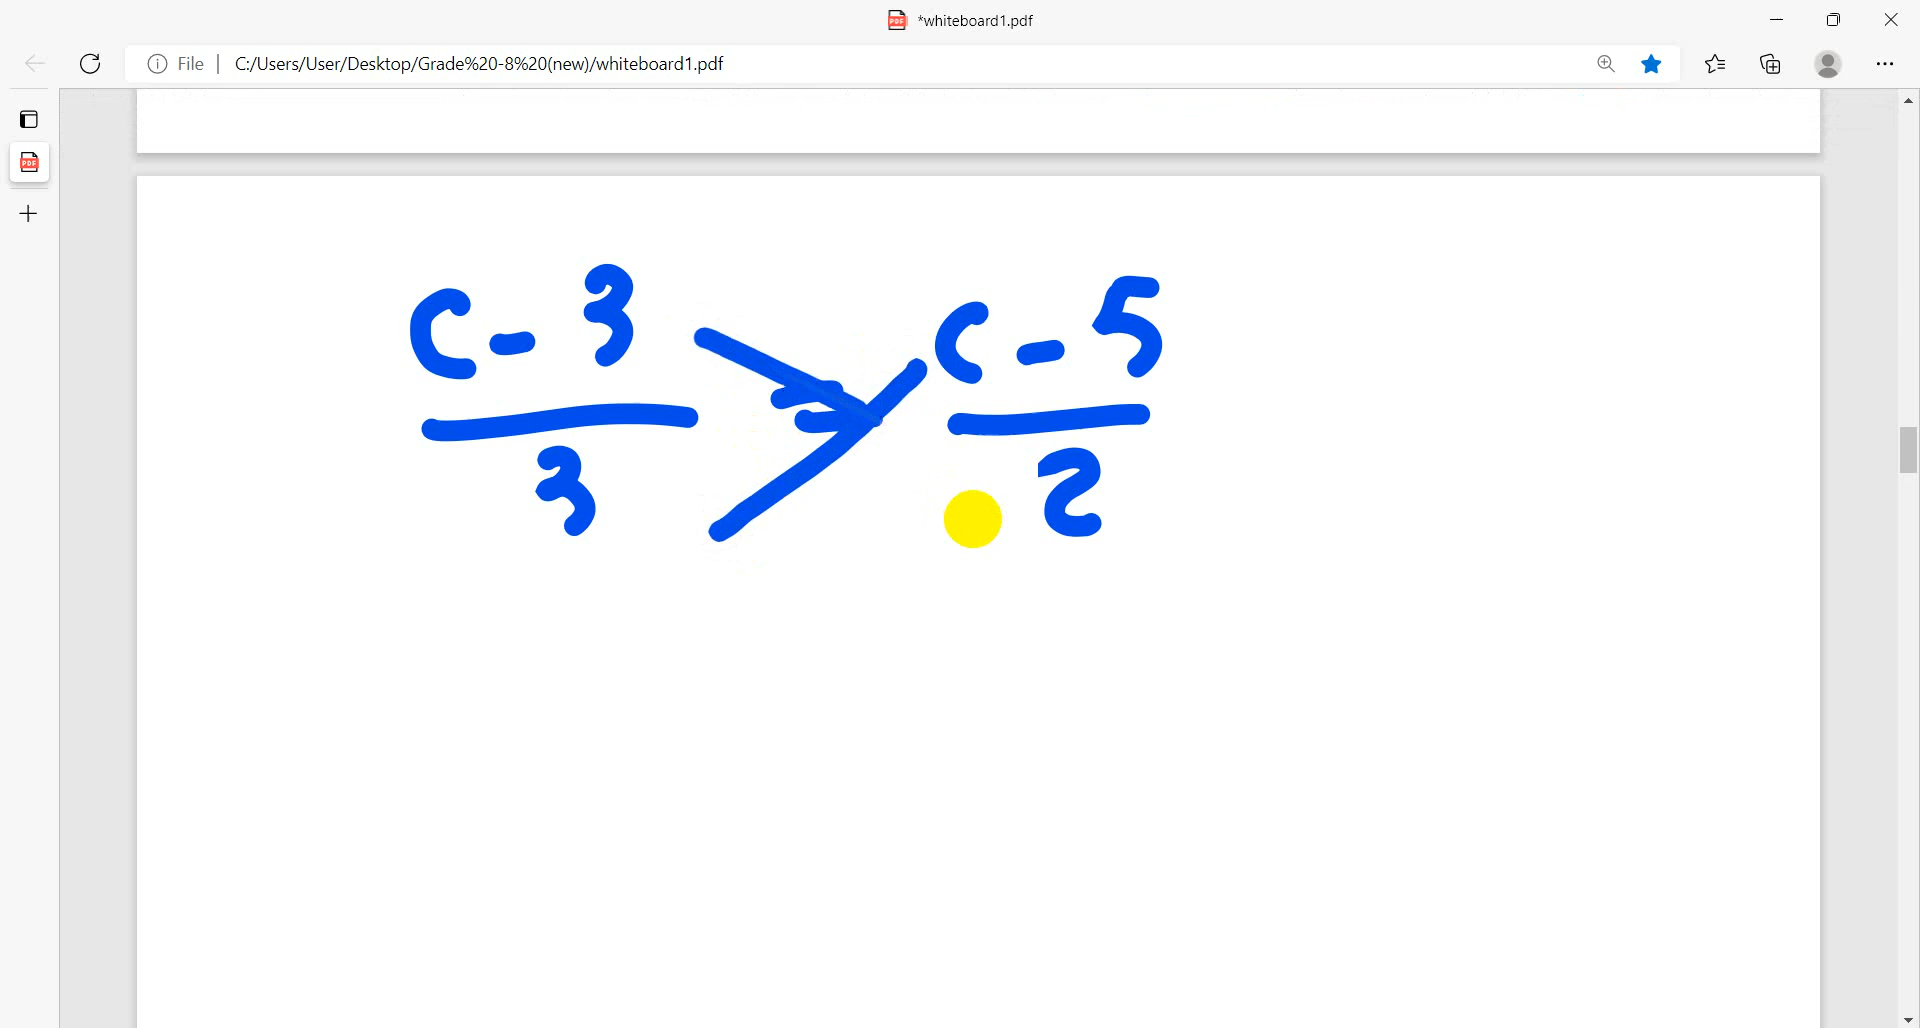 *whiteboard1.pdf
File | C:/Users/User/Desktop/Grade%20-8%20(new)/whiteboard1.pdf
C - 3 = C - 5
3 2